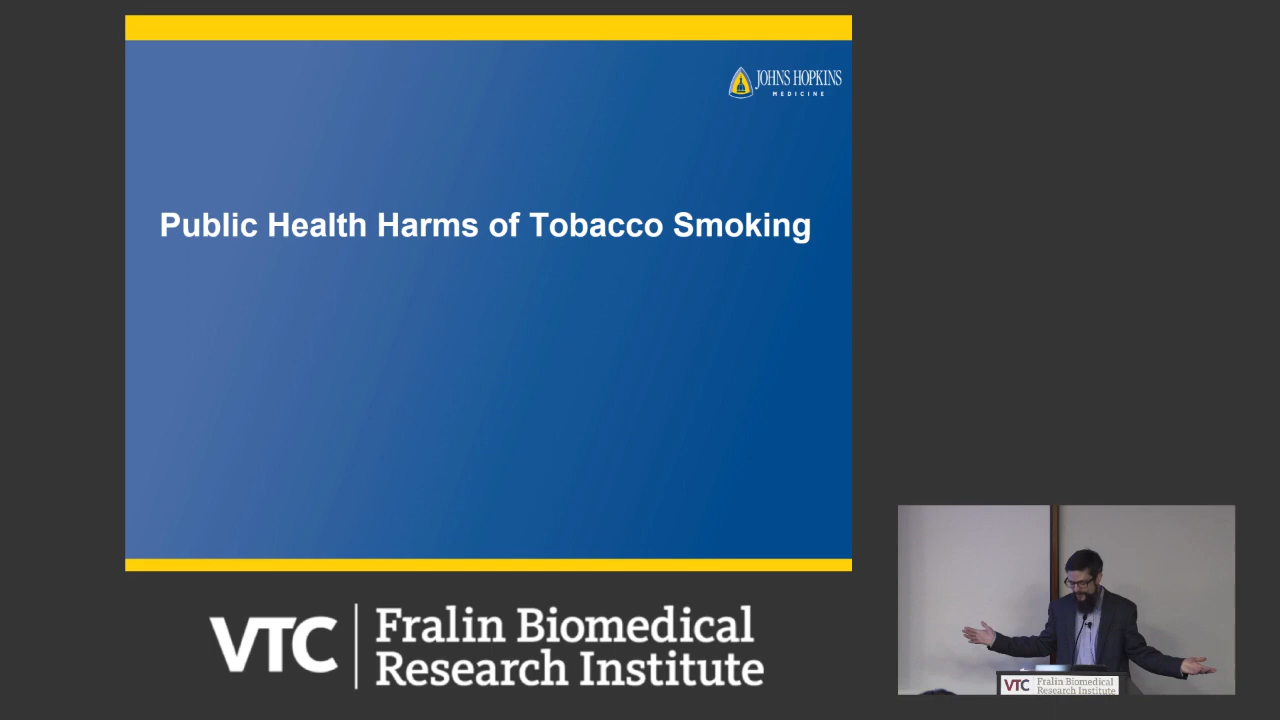 JOHNS HOPKINS
MEDICINE
Public Health Harms of Tobacco Smoking
VTC
Fralin Biomedical
Research Institute
VTC
Fralin Biomedical
Research Institute